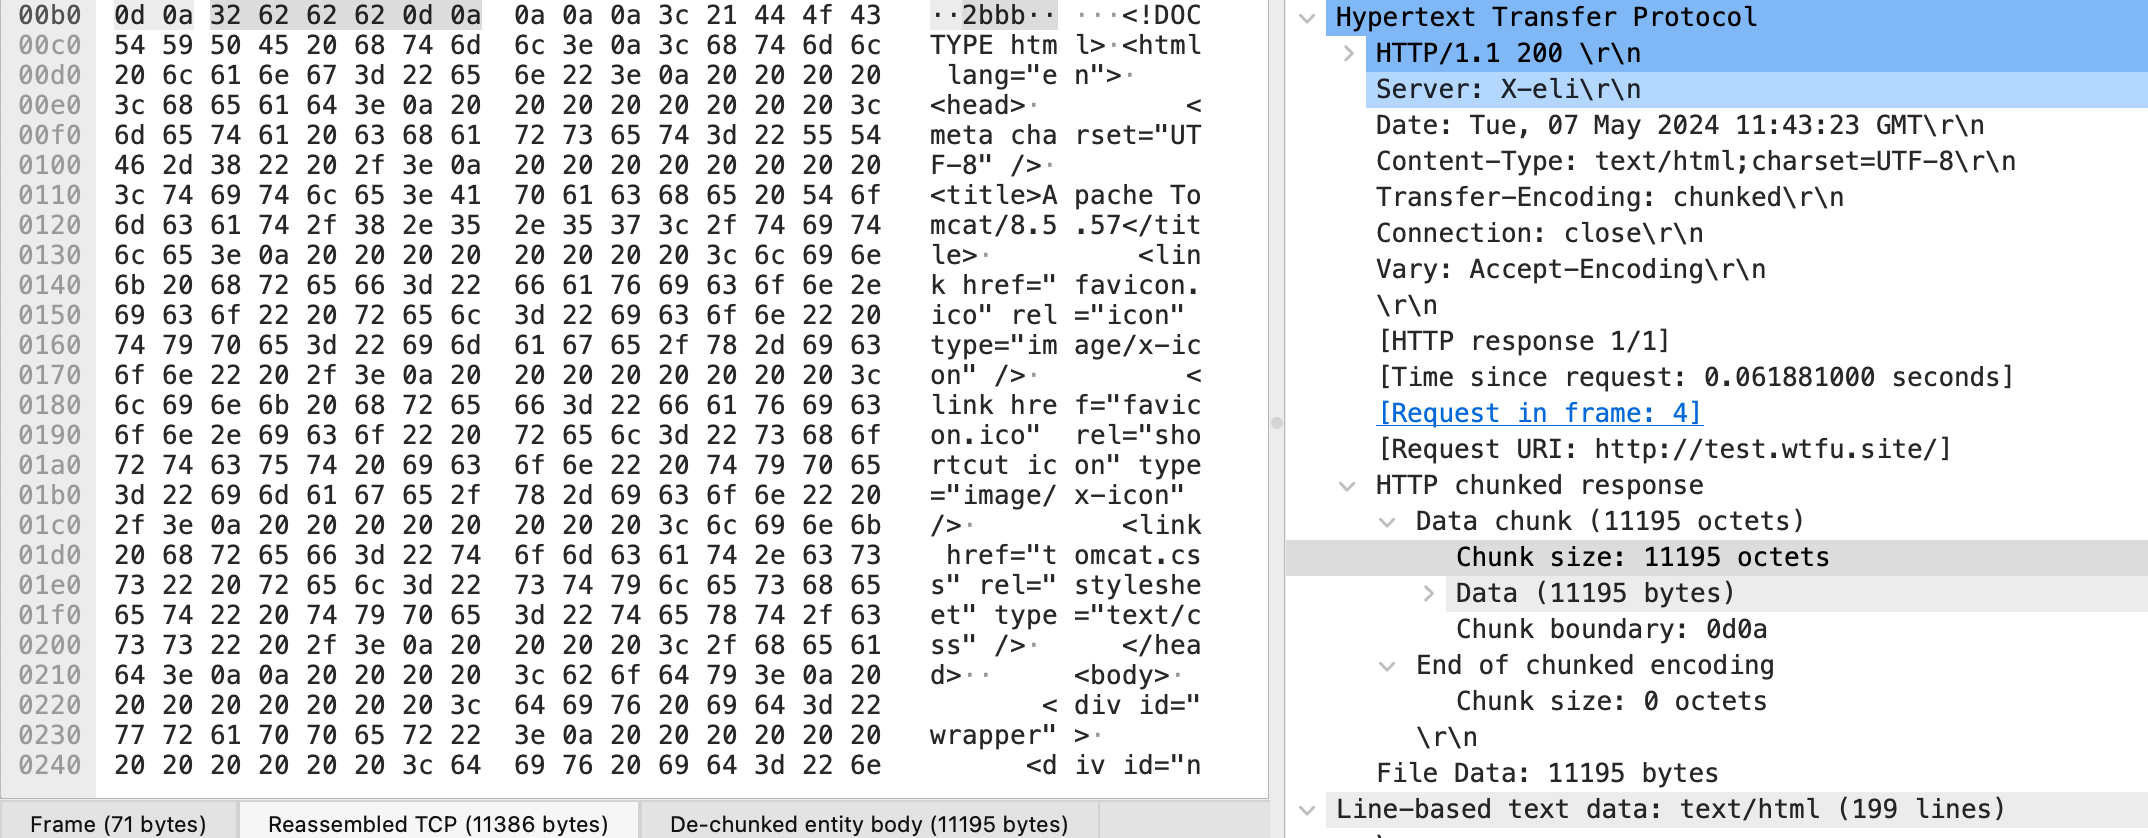 00b0 0d 0a 32 62 62 62 0d 0a 0a 0a 0a 3c 21 44 4f 43 ··2bbb·· ···<!DOC
00c0 54 59 50 45 20 68 74 6d 6c 3e 0a 3c 68 74 6d 6c TYPE htm l>·<html
00d0 20 6c 61 6e 67 3d 22 65 6e 22 3e 0a 20 20 20 20 lang="e n">·
00e0 3c 68 65 61 64 3e 0a 20 20 20 20 20 20 20 20 3c <head>· <
00f0 6d 65 74 61 20 63 68 61 72 73 65 74 3d 22 55 54 meta cha rset="UT
0100 46 2d 38 22 20 2f 3e 0a 20 20 20 20 20 20 20 20 F-8" />·
0110 3c 74 69 74 6c 65 3e 41 70 61 63 68 65 20 54 6f <title>A pache To
0120 6d 63 61 74 2f 38 2e 35 2e 35 37 3c 2f 74 69 74 mcat/8.5 .57</tit
0130 6c 65 3e 0a 20 20 20 20 20 20 20 20 3c 6c 69 6e le>· <lin
0140 6b 20 68 72 65 66 3d 22 66 61 76 69 63 6f 6e 2e k href=" favicon.
0150 69 63 6f 22 20 72 65 6c 3d 22 69 63 6f 6e 22 20 ico" rel ="icon"
0160 74 79 70 65 3d 22 69 6d 61 67 65 2f 78 2d 69 63 type="im age/x-ic
0170 6f 6e 22 20 2f 3e 0a 20 20 20 20 20 20 20 20 3c on" />· <
0180 6c 69 6e 6b 20 68 72 65 66 3d 22 66 61 76 69 63 link hre f="favic
0190 6f 6e 2e 69 63 6f 22 20 72 65 6c 3d 22 73 68 6f on.ico" rel="sho
01a0 72 74 63 75 74 20 69 63 6f 6e 22 20 74 79 70 65 rtcut ic on" type
01b0 3d 22 69 6d 61 67 65 2f 78 2d 69 63 6f 6e 22 20 ="image/ x-icon"
01c0 2f 3e 0a 20 20 20 20 20 20 20 20 3c 6c 69 6e 6b />· <link
01d0 20 68 72 65 66 3d 22 74 6f 6d 63 61 74 2e 63 73 href="t omcat.cs
01e0 73 22 20 72 65 6c 3d 22 73 74 79 6c 65 73 68 65 s" rel=" styleshe
01f0 65 74 22 20 74 79 70 65 3d 22 74 65 78 74 2f 63 et" type ="text/c
0200 73 73 22 20 2f 3e 0a 20 20 20 20 3c 2f 68 65 61 ss" />· </hea
0210 64 3e 0a 0a 20 20 20 20 3c 62 6f 64 79 3e 0a 20 d>·· <body>·
0220 20 20 20 20 20 20 20 3c 64 69 76 20 69 64 3d 22 < div id="
0230 77 72 61 70 70 65 72 22 3e 0a 20 20 20 20 20 20 wrapper" >·
0240 20 20 20 20 20 20 3c 64 69 76 20 69 64 3d 22 6e <d iv id="n
Frame (71 bytes) Reassembled TCP (11386 bytes) De-chunked entity body (11195 bytes)
Hypertext Transfer Protocol
HTTP/1.1 200 \r\n
Server: X-eli\r\n
Date: Tue, 07 May 2024 11:43:23 GMT\r\n
Content-Type: text/html;charset=UTF-8\r\n
Transfer-Encoding: chunked\r\n
Connection: close\r\n
Vary: Accept-Encoding\r\n
\r\n
[HTTP response 1/1]
[Time since request: 0.061881000 seconds]
[Request in frame: 4]
[Request URI: http://test.wtfu.site/]
HTTP chunked response
Data chunk (11195 octets)
Chunk size: 11195 octets
Data (11195 bytes)
Chunk boundary: 0d0a
End of chunked encoding
Chunk size: 0 octets
\r\n
File Data: 11195 bytes
Line-based text data: text/html (199 lines)